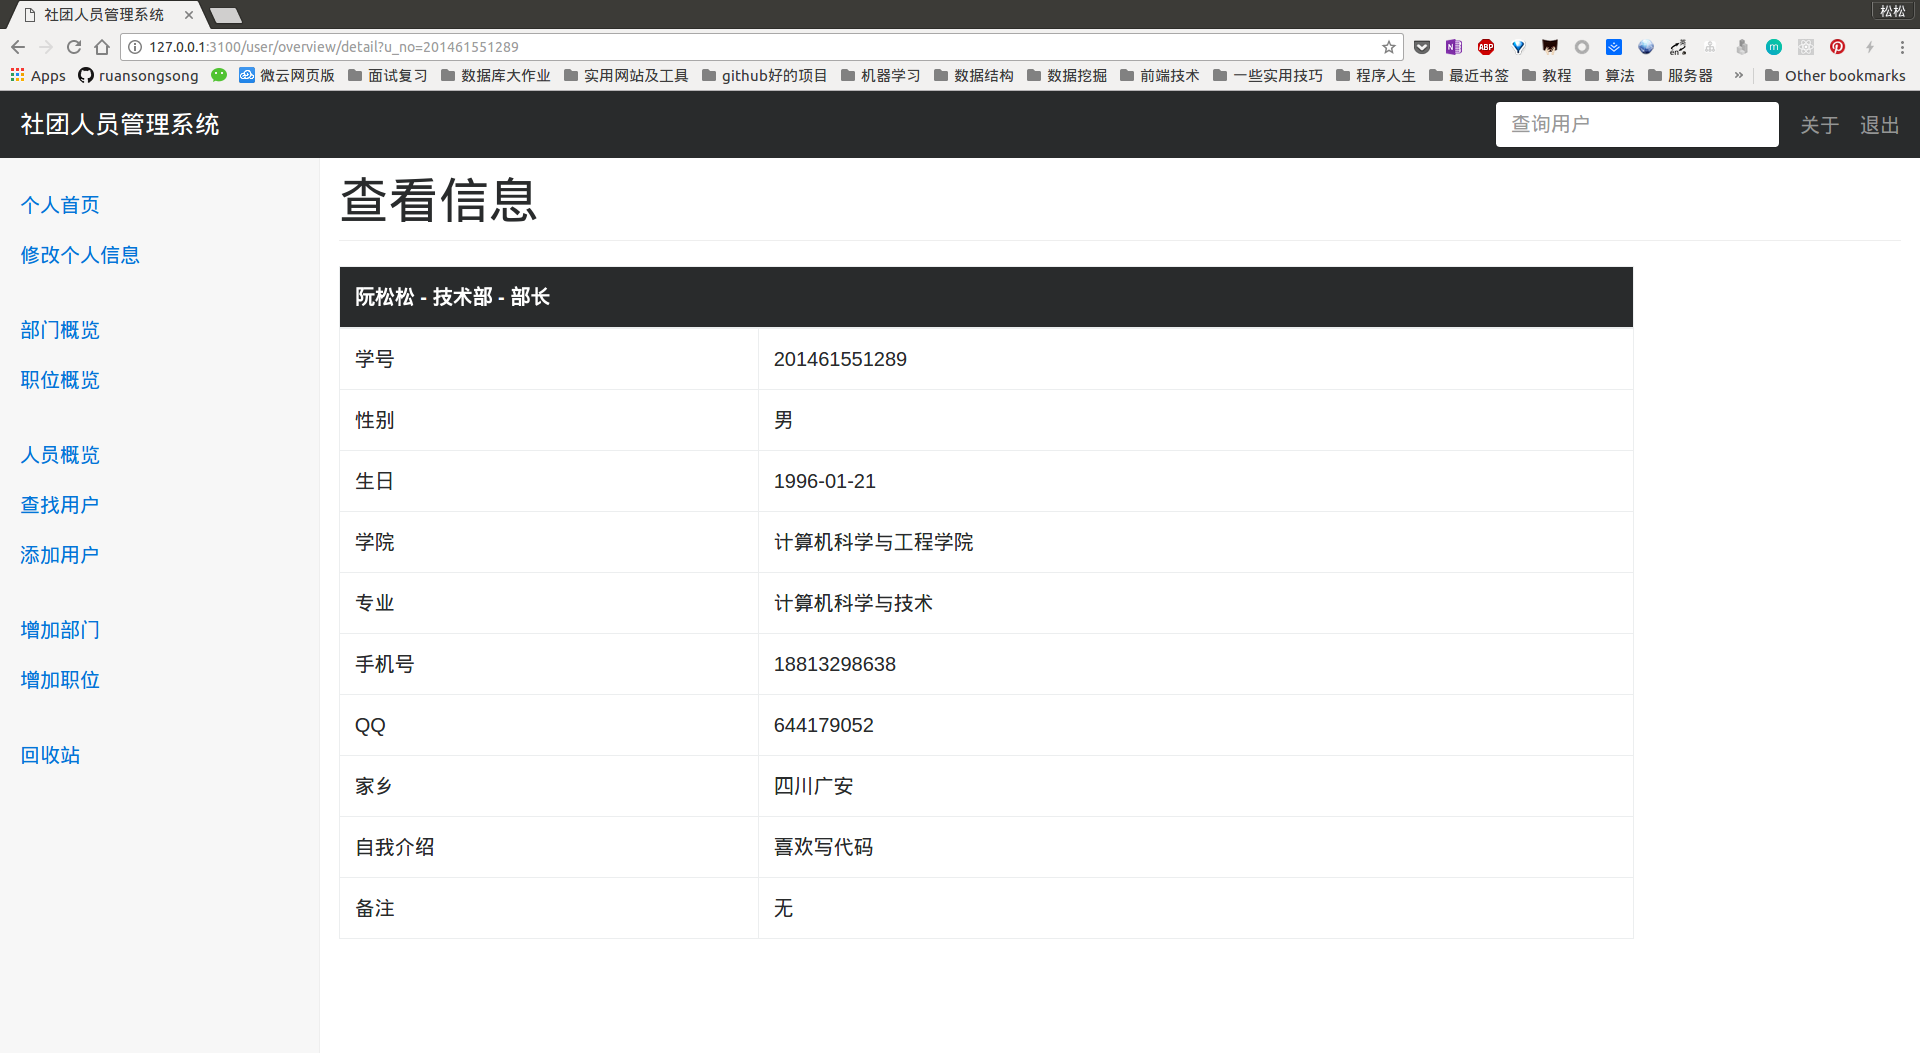 社团人员管理系统
松松
127.0.0.1:3100/user/overview/detail?u_no=201461551289
Apps ruansongsong 微云网页版 面试复习 数据库大作业 实用网站及工具 github好的项目 机器学习 数据结构 数据挖掘 前端技术 一些实用技巧 程序人生 最近书签 教程 算法 服务器 » Other bookmarks
社团人员管理系统 查询用户 关于 退出
个人首页
修改个人信息
部门概览
职位概览
人员概览
查找用户
添加用户
增加部门
增加职位
回收站
查看信息
阮松松 - 技术部 - 部长
学号 201461551289
性别 男
生日 1996-01-21
学院 计算机科学与工程学院
专业 计算机科学与技术
手机号 18813298638
QQ 644179052
家乡 四川广安
自我介绍 喜欢写代码
备注 无